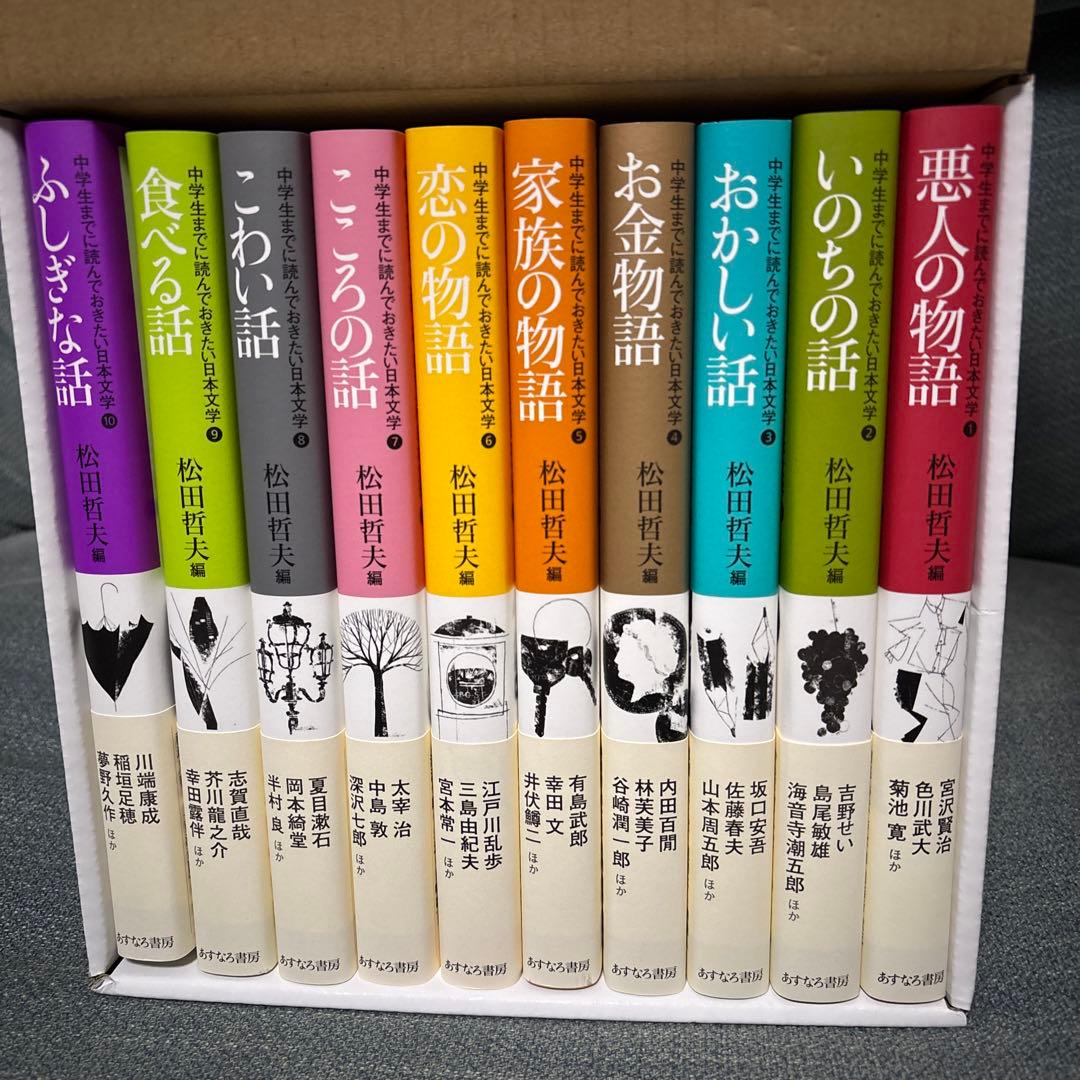 中学生までに読んでおきたい日本文学 1
悪人の物語
松田哲夫 編
宮沢賢治
色川武大
菊池 寛 ほか
あすなろ書房
中学生までに読んでおきたい日本文学 2
いのちの話
松田哲夫 編
吉野せい
島尾敏雄
海音寺潮五郎 ほか
あすなろ書房
中学生までに読んでおきたい日本文学 3
おかしい話
松田哲夫 編
坂口安吾
佐藤春夫
山本周五郎 ほか
あすなろ書房
中学生までに読んでおきたい日本文学 4
お金物語
松田哲夫 編
内田百閒
林芙美子
谷崎潤一郎 ほか
あすなろ書房
中学生までに読んでおきたい日本文学 5
家族の物語
松田哲夫 編
有島武郎
幸田 文
井伏鱒二 ほか
あすなろ書房
中学生までに読んでおきたい日本文学 6
恋の物語
松田哲夫 編
江戸川乱歩
三島由紀夫
宮本常一 ほか
あすなろ書房
中学生までに読んでおきたい日本文学 7
こころの話
松田哲夫 編
太宰 治
中島 敦
深沢七郎 ほか
あすなろ書房
中学生までに読んでおきたい日本文学 8
こわい話
松田哲夫 編
夏目漱石
岡本綺堂
半村 良 ほか
あすなろ書房
中学生までに読んでおきたい日本文学 9
食べる話
松田哲夫 編
志賀直哉
芥川龍之介
幸田露伴 ほか
あすなろ書房
中学生までに読んでおきたい日本文学 10
ふしぎな話
松田哲夫 編
川端康成
稲垣足穂
夢野久作 ほか
あすなろ書房